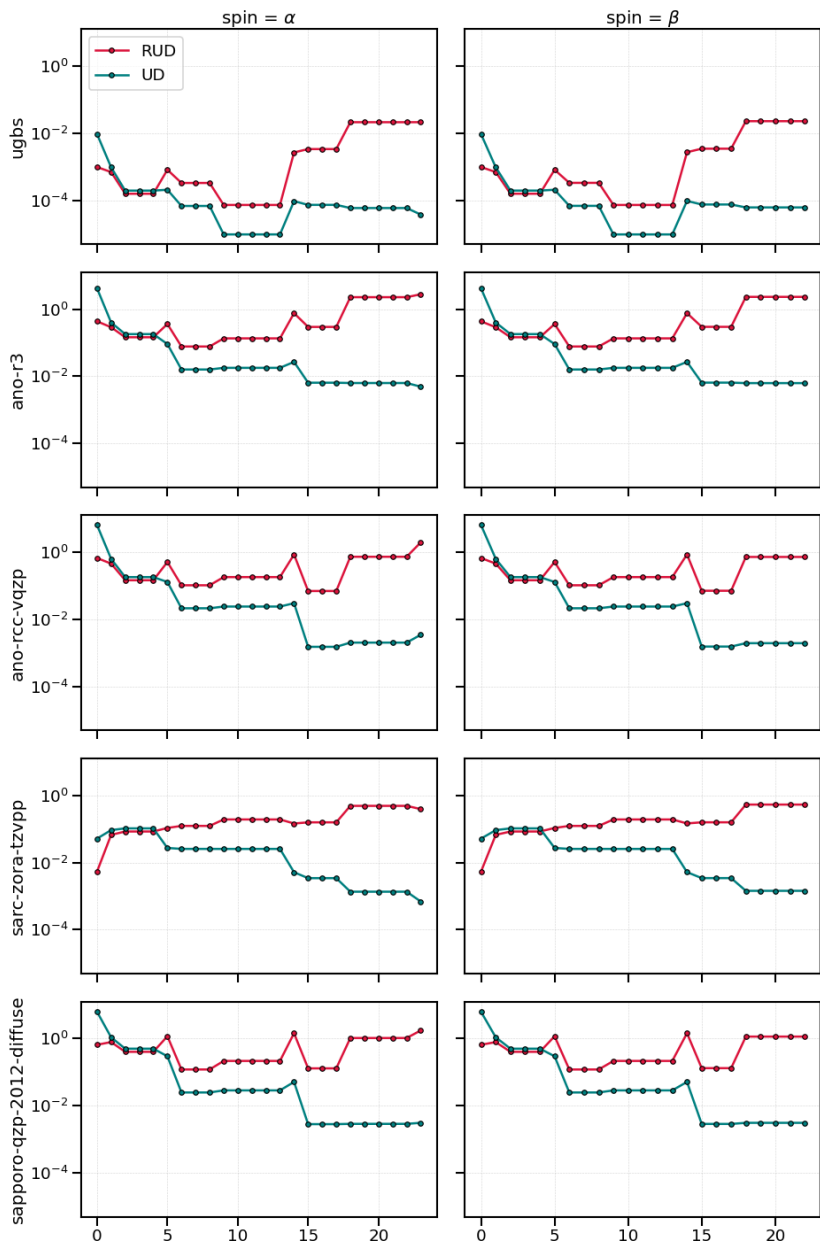 spin = α
spin = β
RUD
UD
ugbs
10⁰
10⁻²
10⁻⁴
ano-r3
10⁰
10⁻²
10⁻⁴
ano-rcc-vqzp
10⁰
10⁻²
10⁻⁴
sarc-zora-tzvpp
10⁰
10⁻²
10⁻⁴
sapporo-qzp-2012-diffuse
10⁰
10⁻²
10⁻⁴
0 5 10 15 20
0 5 10 15 20